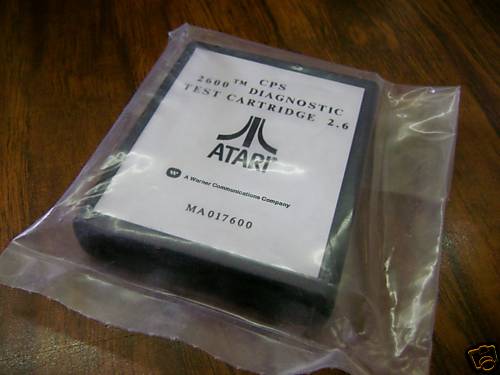 CPS
2600™ DIAGNOSTIC
TEST CARTRIDGE 2.6
ATARI
A Warner Communications Company
MA017600